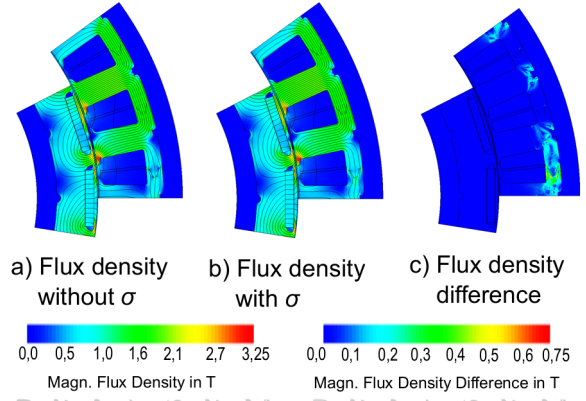 a) Flux density
without σ
b) Flux density
with σ
c) Flux density
difference
0,0 0,5 1,0 1,6 2,1 2,7 3,25
Magn. Flux Density in T
0,0 0,1 0,2 0,3 0,4 0,5 0,6 0,75
Magn. Flux Density Difference in T